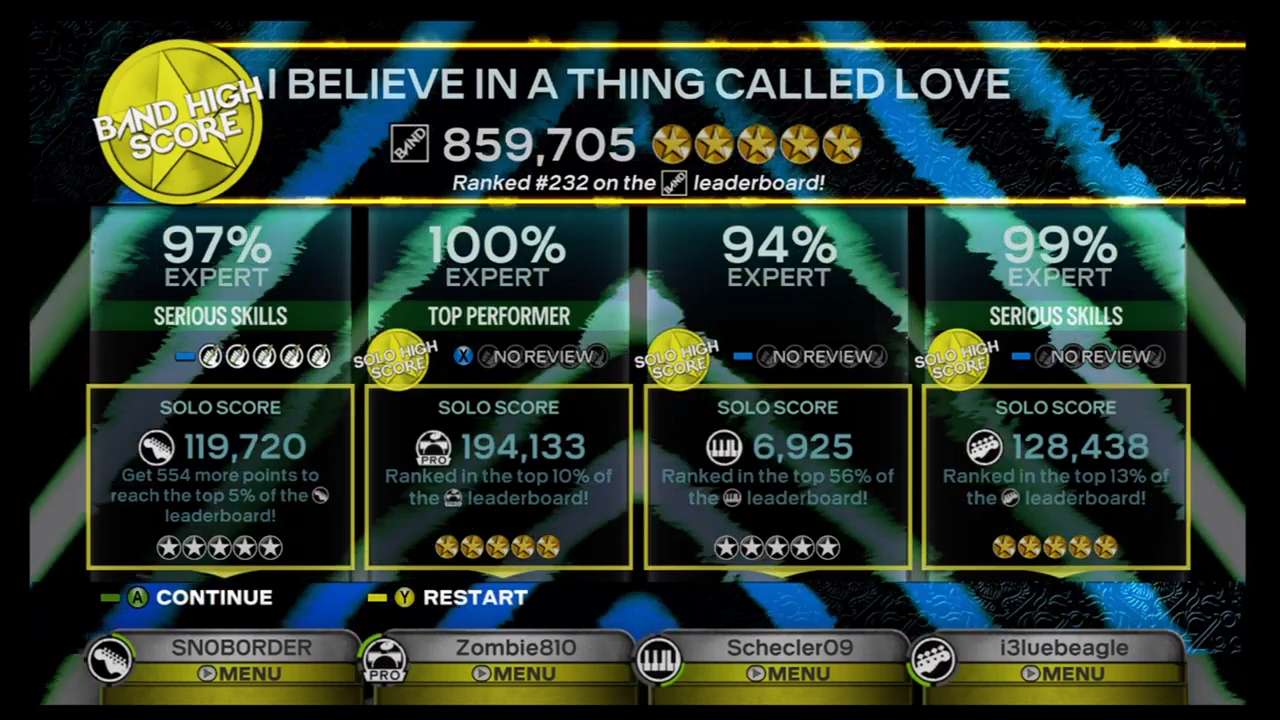 I BELIEVE IN A THING CALLED LOVE
BAND HIGH
SCORE
BAND 859,705
Ranked #232 on the BAND leaderboard!
97%
EXPERT
SERIOUS SKILLS
SOLO SCORE
119,720
Get 554 more points to
reach the top 5% of the
leaderboard!
100%
EXPERT
TOP PERFORMER
SOLO HIGH
SCORE
X NO REVIEW
SOLO SCORE
PRO 194,133
Ranked in the top 10% of
the leaderboard!
94%
EXPERT
SOLO HIGH
SCORE
NO REVIEW
SOLO SCORE
6,925
Ranked in the top 56% of
the leaderboard!
99%
EXPERT
SERIOUS SKILLS
SOLO HIGH
SCORE
NO REVIEW
SOLO SCORE
128,438
Ranked in the top 13% of
the leaderboard!
A CONTINUE
Y RESTART
SNOBORDER
MENU
Zombie810
PRO MENU
Schecler09
MENU
i3luebeagle
MENU